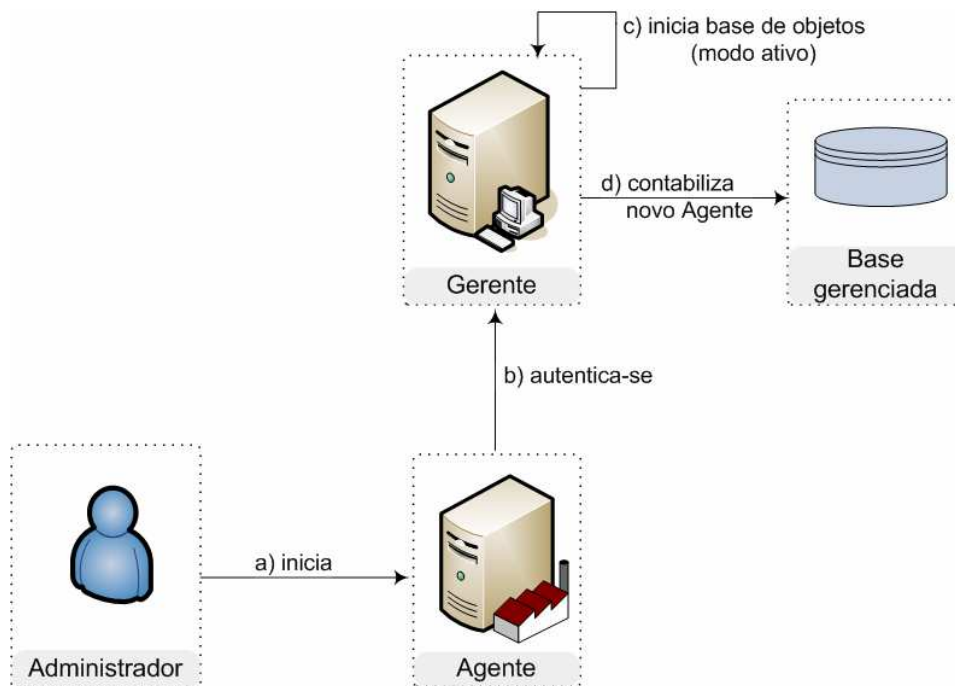 c) inicia base de objetos
(modo ativo)
d) contabiliza
novo Agente
Gerente
Base
gerenciada
b) autentica-se
a) inicia
Administrador
Agente